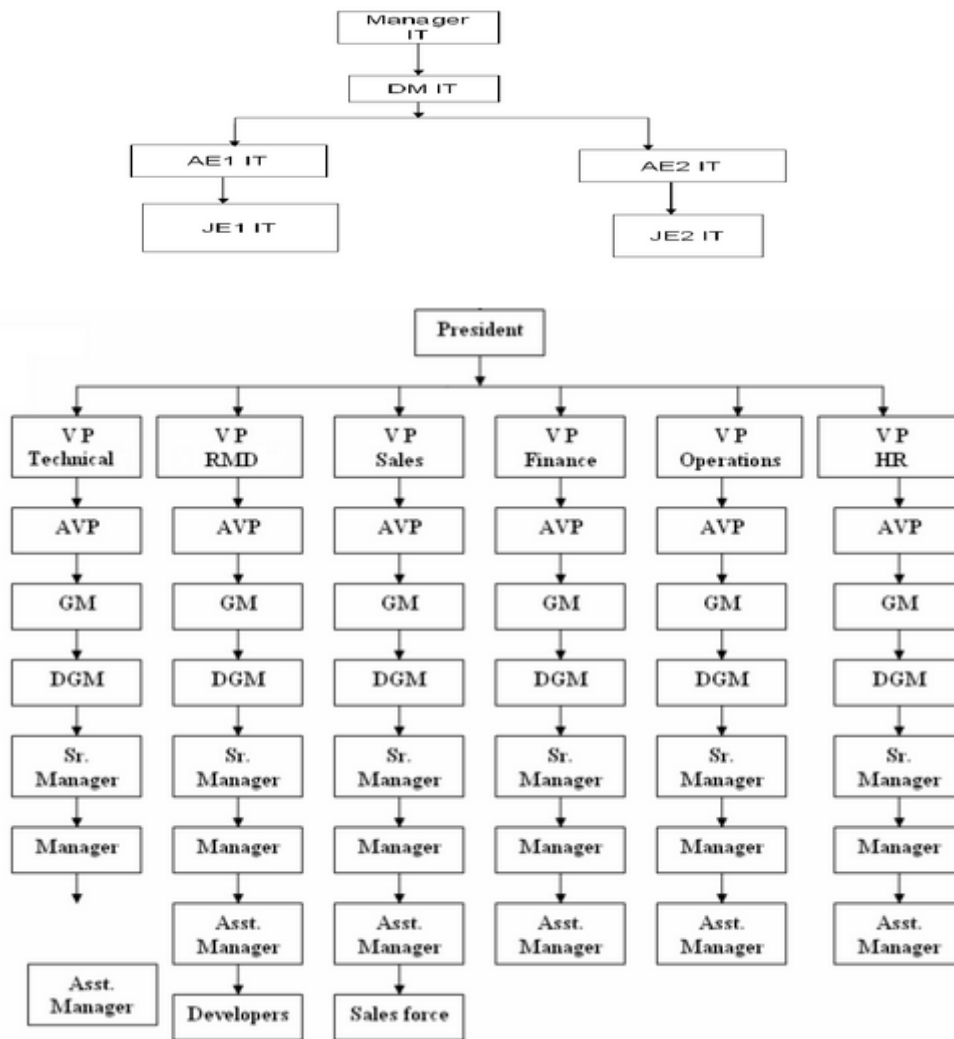 Manager
IT
DM IT
AE1 IT
AE2 IT
JE1 IT
JE2 IT
President
V P
Technical
V P
RMD
V P
Sales
V P
Finance
V P
Operations
V P
HR
AVP
AVP
AVP
AVP
AVP
AVP
GM
GM
GM
GM
GM
GM
DGM
DGM
DGM
DGM
DGM
DGM
Sr.
Manager
Sr.
Manager
Sr.
Manager
Sr.
Manager
Sr.
Manager
Sr.
Manager
Manager
Manager
Manager
Manager
Manager
Manager
Asst.
Manager
Asst.
Manager
Asst.
Manager
Asst.
Manager
Asst.
Manager
Asst.
Manager
Developers
Sales force